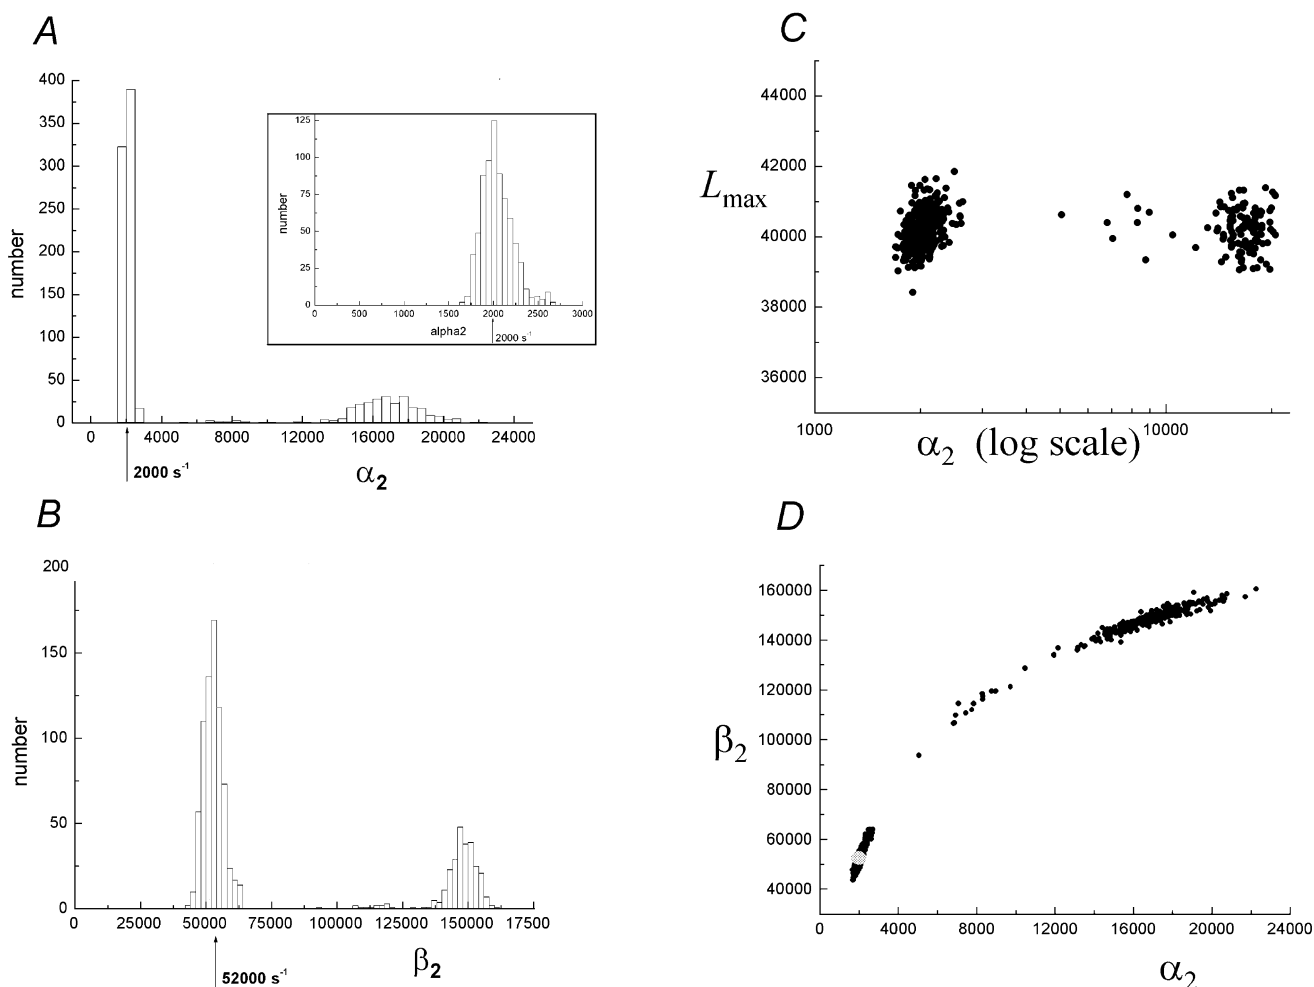 A
400
350
300
250
200
150
100
50
0
number
0 4000 8000 12000 16000 20000 24000
2000 s-1
α2
125
100
75
50
25
0
number
0 500 1000 1500 2000 2500 3000
alpha2
2000 s-1
B
200
150
100
50
0
number
0 25000 50000 75000 100000 125000 150000 17500
52000 s-1
β2
C
44000
42000
40000
38000
36000
Lmax
1000 10000
α2 (log scale)
D
160000
140000
120000
100000
80000
60000
40000
β2
0 4000 8000 12000 16000 20000 24000
α2